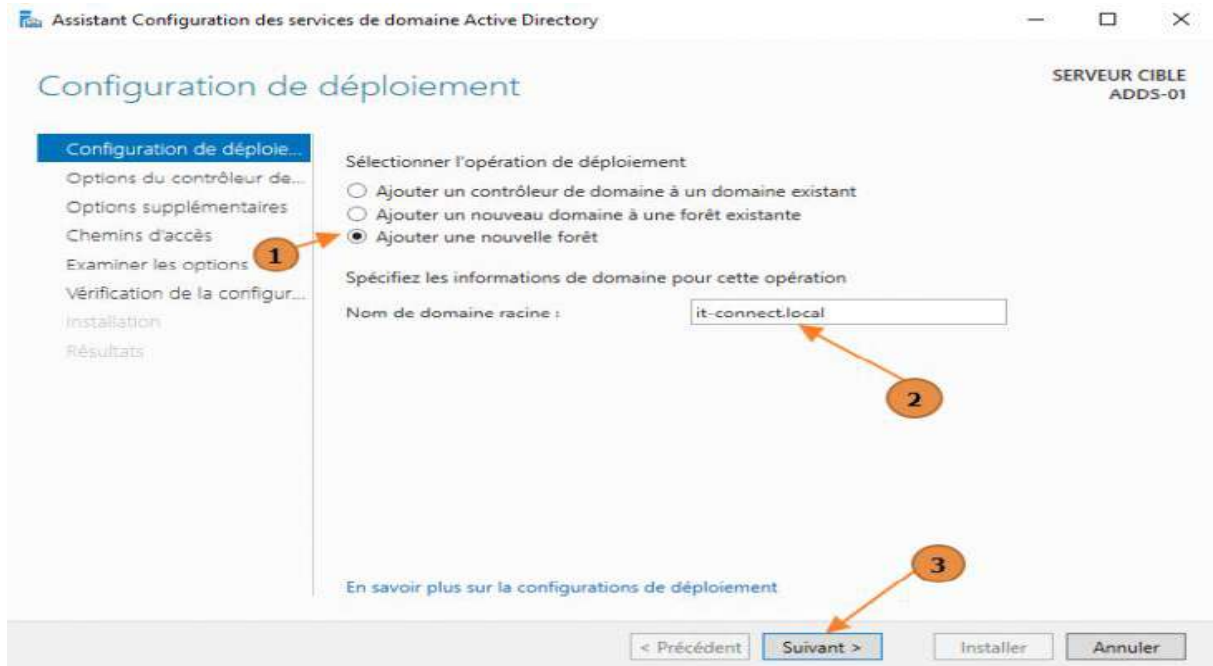 Assistant Configuration des services de domaine Active Directory
Configuration de déploiement
SERVEUR CIBLE
ADDS-01
Configuration de déploie...
Options du contrôleur de...
Options supplémentaires
Chemins d'accès
Examiner les options
Vérification de la configur...
Installation
Résultats
Sélectionner l'opération de déploiement
Ajouter un contrôleur de domaine à un domaine existant
Ajouter un nouveau domaine à une forêt existante
Ajouter une nouvelle forêt
1
Spécifiez les informations de domaine pour cette opération
Nom de domaine racine :
it-connect.local
2
3
En savoir plus sur la configurations de déploiement
< Précédent
Suivant >
Installer
Annuler